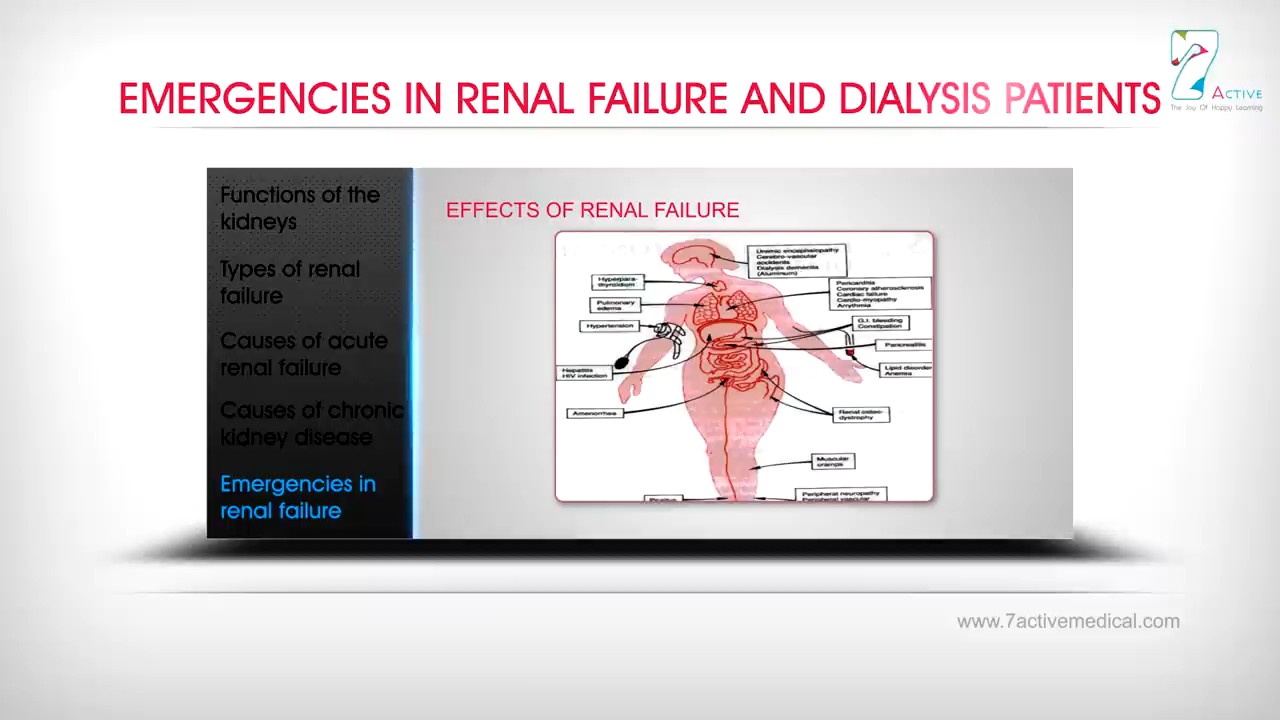 EMERGENCIES IN RENAL FAILURE AND DIALYSIS PATIENTS
7 ACTIVE
The Joy Of Happy Learning
Functions of the
kidneys
Types of renal
failure
Causes of acute
renal failure
Causes of chronic
kidney disease
Emergencies in
renal failure
EFFECTS OF RENAL FAILURE
Uremic encephalopathy
Cerebro-vascular
accidents
Dialysis dementia
(Aluminum)
Hyperpara-
thyroidism
Pericarditis
Coronary atherosclerosis
Cardiac failure
Cardio-myopathy
Arrythmia
Pulmonary
edema
Hypertension
G.I. bleeding
Constipation
Pancreatitis
Hepatitis
HIV infection
Lipid disorder
Anemia
Amenorrhea
Renal osteo-
dystrophy
Muscular
cramps
Peripheral neuropathy
Peripheral vascular
www.7activemedical.com